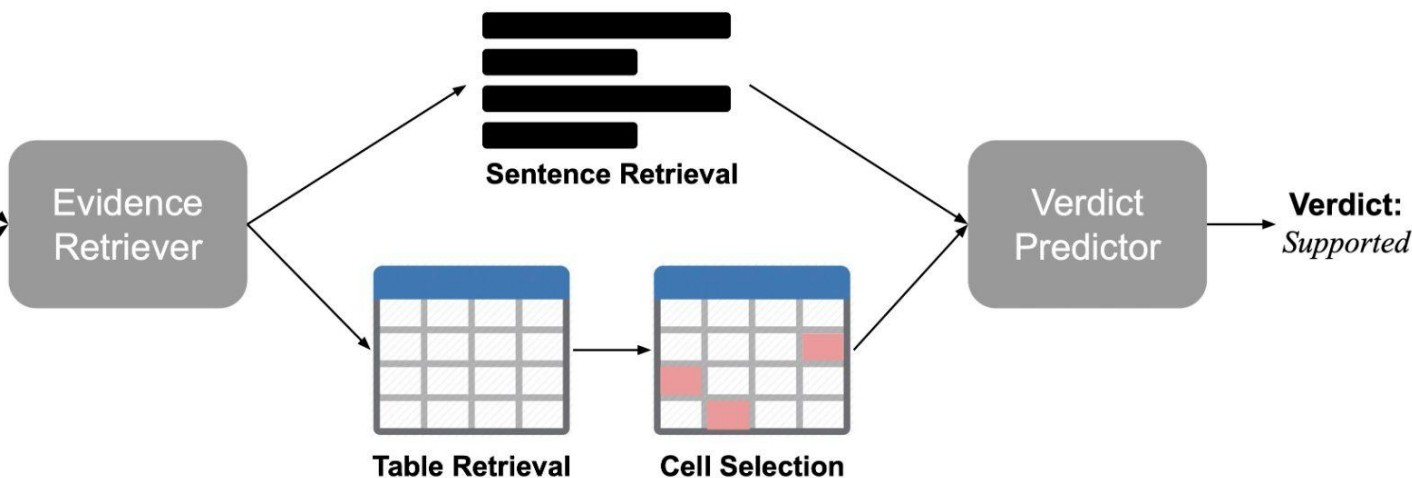 Evidence
Retriever
Sentence Retrieval
Table Retrieval
Cell Selection
Verdict
Predictor
Verdict:
Supported